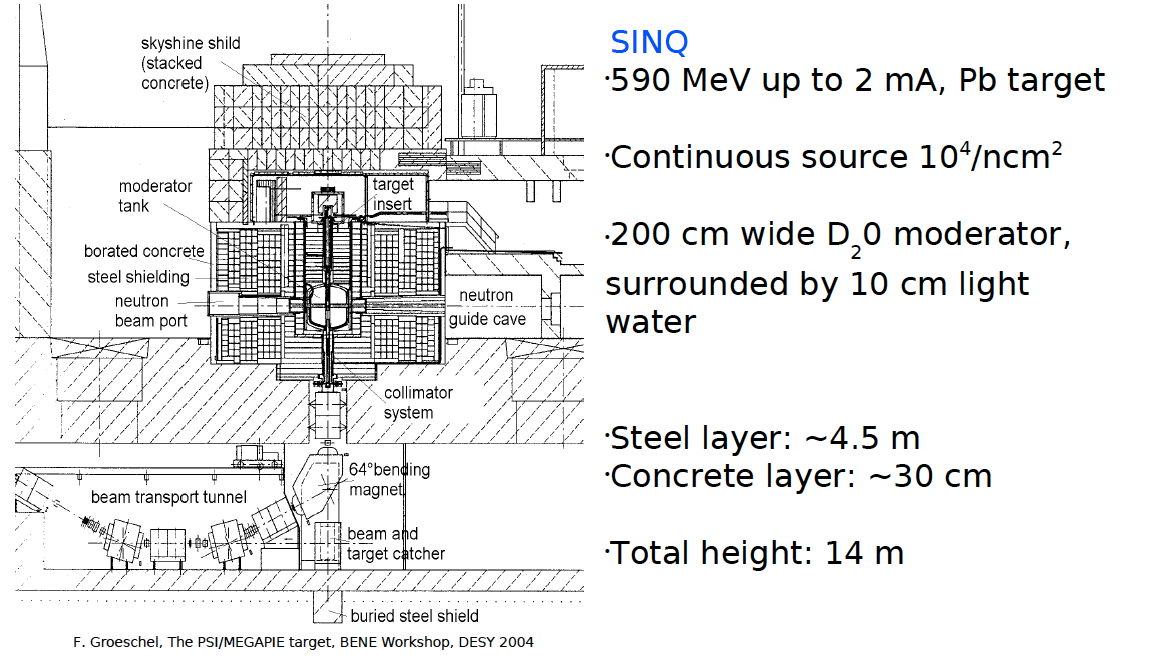 skyshine shild
(stacked
concrete)
moderator
tank
target
insert
borated concrete
steel shielding
neutron
beam port
neutron
guide cave
collimator
system
64°bending
magnet
beam transport tunnel
beam and
target catcher
buried steel shield
F. Groeschel, The PSI/MEGAPIE target, BENE Workshop, DESY 2004
SINQ
·590 MeV up to 2 mA, Pb target
·Continuous source 10⁴/ncm²
·200 cm wide D₂0 moderator,
surrounded by 10 cm light
water
·Steel layer: ~4.5 m
·Concrete layer: ~30 cm
·Total height: 14 m